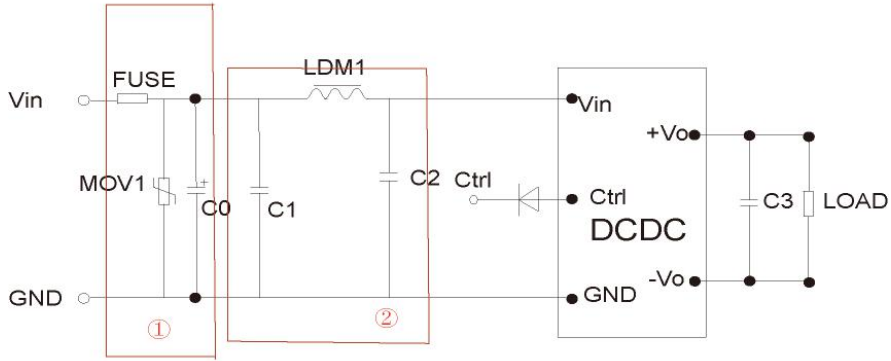 LDM1
FUSE
Vin
Vin
+Vo
MOV1
C0
C1
C2
Ctrl
Ctrl
C3
LOAD
DCDC
GND
GND
-Vo
①
②